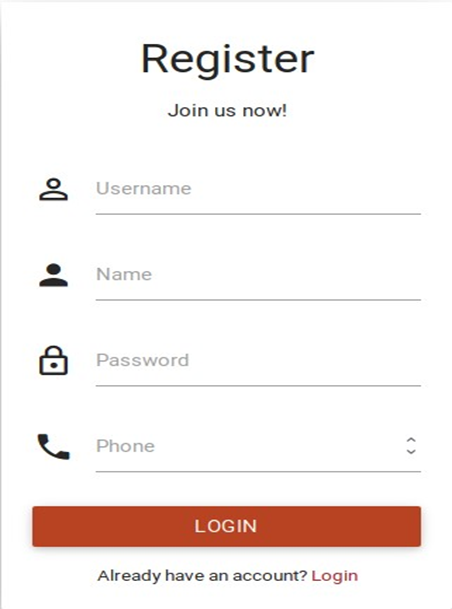 Register
Join us now!
Username
Name
Password
Phone
LOGIN
Already have an account? Login